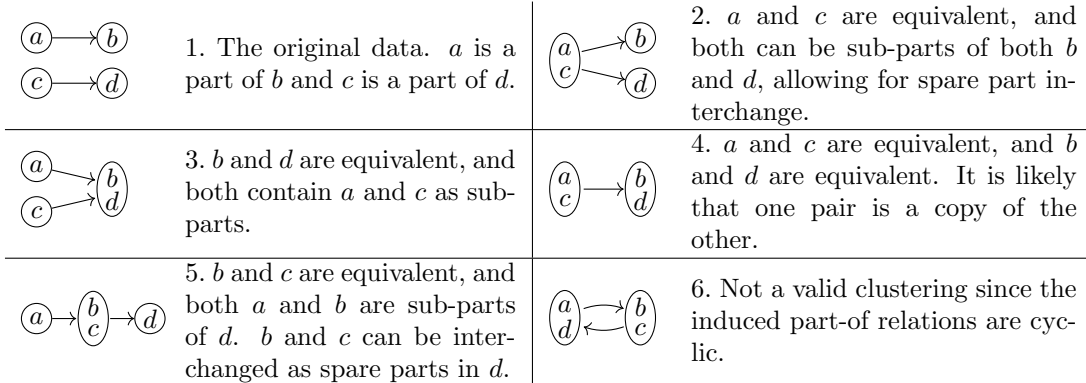 a b
c d
1. The original data. a is a
part of b and c is a part of d.
a
c
b
d
2. a and c are equivalent, and
both can be sub-parts of both b
and d, allowing for spare part in-
terchange.
a
c
b
d
3. b and d are equivalent, and
both contain a and c as sub-
parts.
a
c
b
d
4. a and c are equivalent, and b
and d are equivalent. It is likely
that one pair is a copy of the
other.
a
b
c
d
5. b and c are equivalent, and
both a and b are sub-parts
of d. b and c can be inter-
changed as spare parts in d.
a
d
b
c
6. Not a valid clustering since the
induced part-of relations are cyc-
lic.